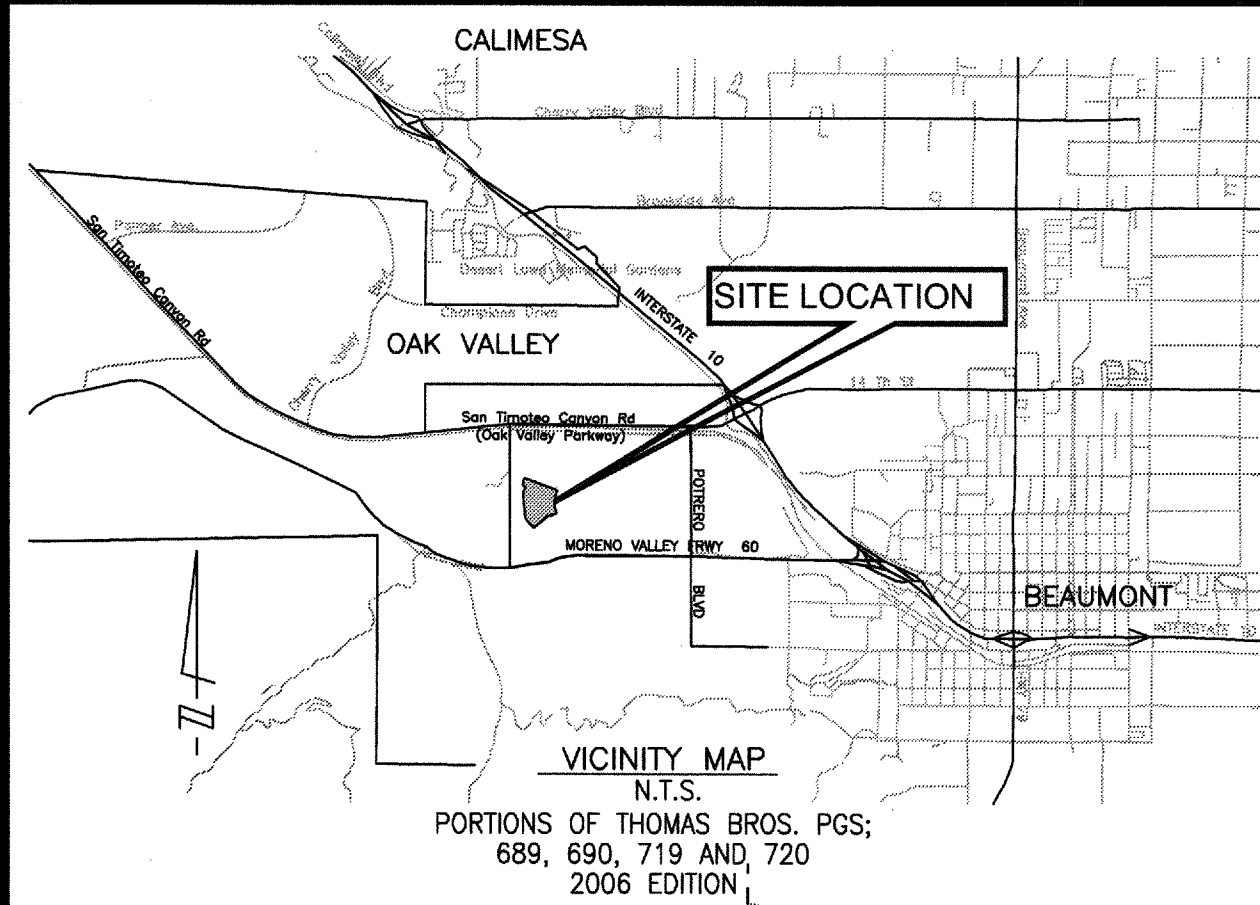 CALIMESA
Cherry Valley Blvd
Brookside Ave
San Timoteo Canyon Rd
Desert Lawn Memorial Gardens
SITE LOCATION
INTERSTATE 10
Champions Drive
OAK VALLEY
14 TH ST
San Timoteo Canyon Rd
(Oak Valley Parkway)
POTRERO BLVD
MORENO VALLEY FRWY 60
BEAUMONT
INTERSTATE 10
N
VICINITY MAP
N.T.S.
PORTIONS OF THOMAS BROS. PGS;
689, 690, 719 AND 720
2006 EDITION